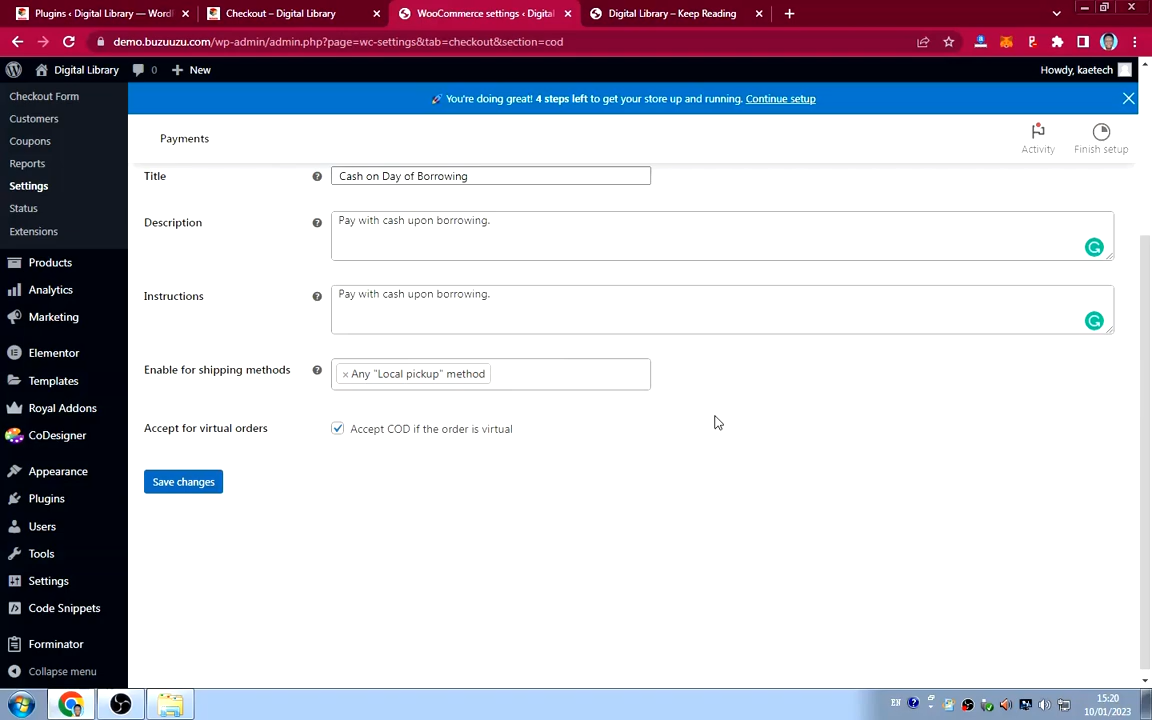 Plugins ‹ Digital Library — Word
Checkout – Digital Library
WooCommerce settings ‹ Digital
Digital Library – Keep Reading
demo.buzuuzu.com/wp-admin/admin.php?page=wc-settings&tab=checkout&section=cod
Digital Library
0
New
Howdy, kaetech
You're doing great! 4 steps left to get your store up and running. Continue setup
Checkout Form
Customers
Coupons
Reports
Settings
Status
Extensions
Products
Analytics
Marketing
Elementor
Templates
Royal Addons
CoDesigner
Appearance
Plugins
Users
Tools
Settings
Code Snippets
Forminator
Collapse menu
Payments
Activity
Finish setup
Title
Cash on Day of Borrowing
Description
Pay with cash upon borrowing.
Instructions
Pay with cash upon borrowing.
Enable for shipping methods
× Any "Local pickup" method
Accept for virtual orders
Accept COD if the order is virtual
Save changes
EN
15:20
10/01/2023